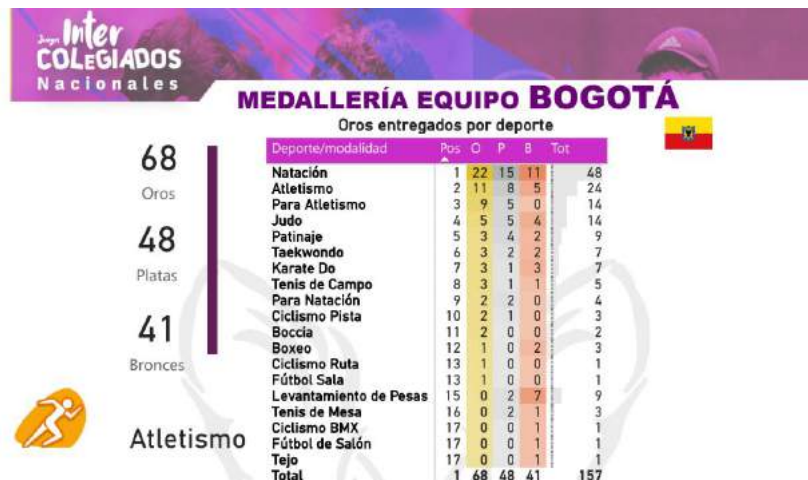 Juegos Inter
COLEGIADOS
Nacionales
MEDALLERÍA EQUIPO BOGOTÁ
Oros entregados por deporte
68
Oros
48
Platas
41
Bronces
Atletismo
Deporte/modalidad Pos O P B Tot
Natación 1 22 15 11 48
Atletismo 2 11 8 5 24
Para Atletismo 3 9 5 0 14
Judo 4 5 5 4 14
Patinaje 5 3 4 2 9
Taekwondo 6 3 2 2 7
Karate Do 7 3 1 3 7
Tenis de Campo 8 3 1 1 5
Para Natación 9 2 2 0 4
Ciclismo Pista 10 2 1 0 3
Boccia 11 2 0 0 2
Boxeo 12 1 0 2 3
Ciclismo Ruta 13 1 0 0 1
Fútbol Sala 13 1 0 0 1
Levantamiento de Pesas 15 0 2 7 9
Tenis de Mesa 16 0 2 1 3
Ciclismo BMX 17 0 0 1 1
Fútbol de Salón 17 0 0 1 1
Tejo 17 0 0 1 1
Total 1 68 48 41 157